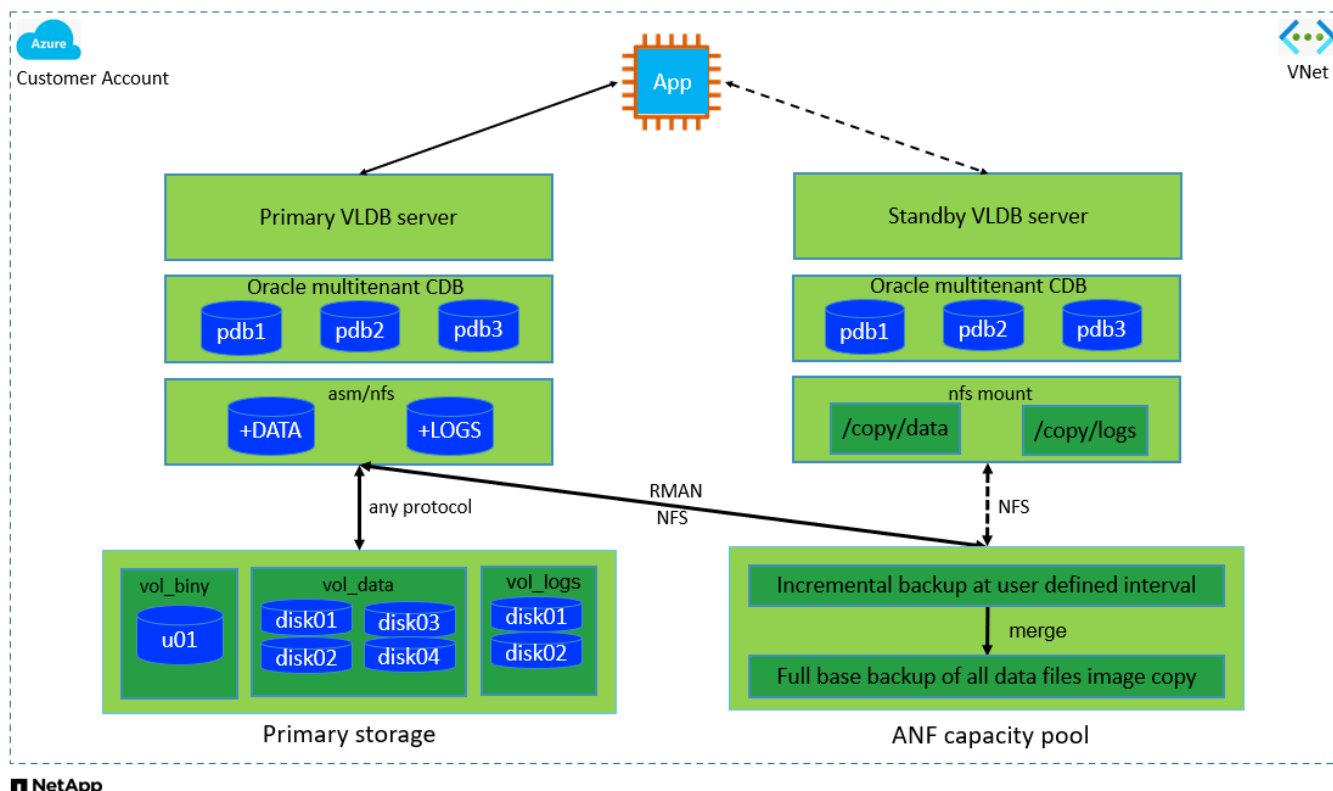 Azure
Customer Account
App
VNet
Primary VLDB server
Standby VLDB server
Oracle multitenant CDB
pdb1
pdb2
pdb3
Oracle multitenant CDB
pdb1
pdb2
pdb3
asm/nfs
+DATA
+LOGS
nfs mount
/copy/data
/copy/logs
any protocol
RMAN
NFS
NFS
vol_biny
u01
vol_data
disk01
disk03
disk02
disk04
vol_logs
disk01
disk02
Incremental backup at user defined interval
merge
Full base backup of all data files image copy
Primary storage
ANF capacity pool
NetApp